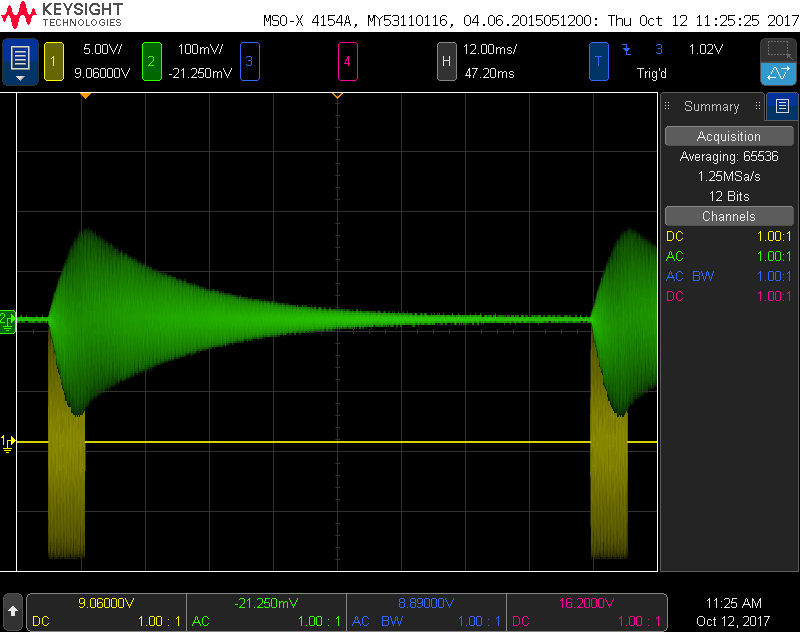 KEYSIGHT
TECHNOLOGIES
MSO-X 4154A, MY53110116, 04.06.2015051200: Thu Oct 12 11:25:25 2017
1 5.00V/ 2 100mV/ 3 4 H 12.00ms/ T 3 1.02V
9.06000V -21.250mV 47.20ms Trig'd
Summary
Acquisition
Averaging: 65536
1.25MSa/s
12 Bits
Channels
DC 1.00:1
AC 1.00:1
AC BW 1.00:1
DC 1.00:1
2
1
9.06000V -21.250mV 8.89000V 16.2000V 11:25 AM
DC 1.00 : 1 AC 1.00 : 1 AC BW 1.00 : 1 DC 1.00 : 1 Oct 12, 2017